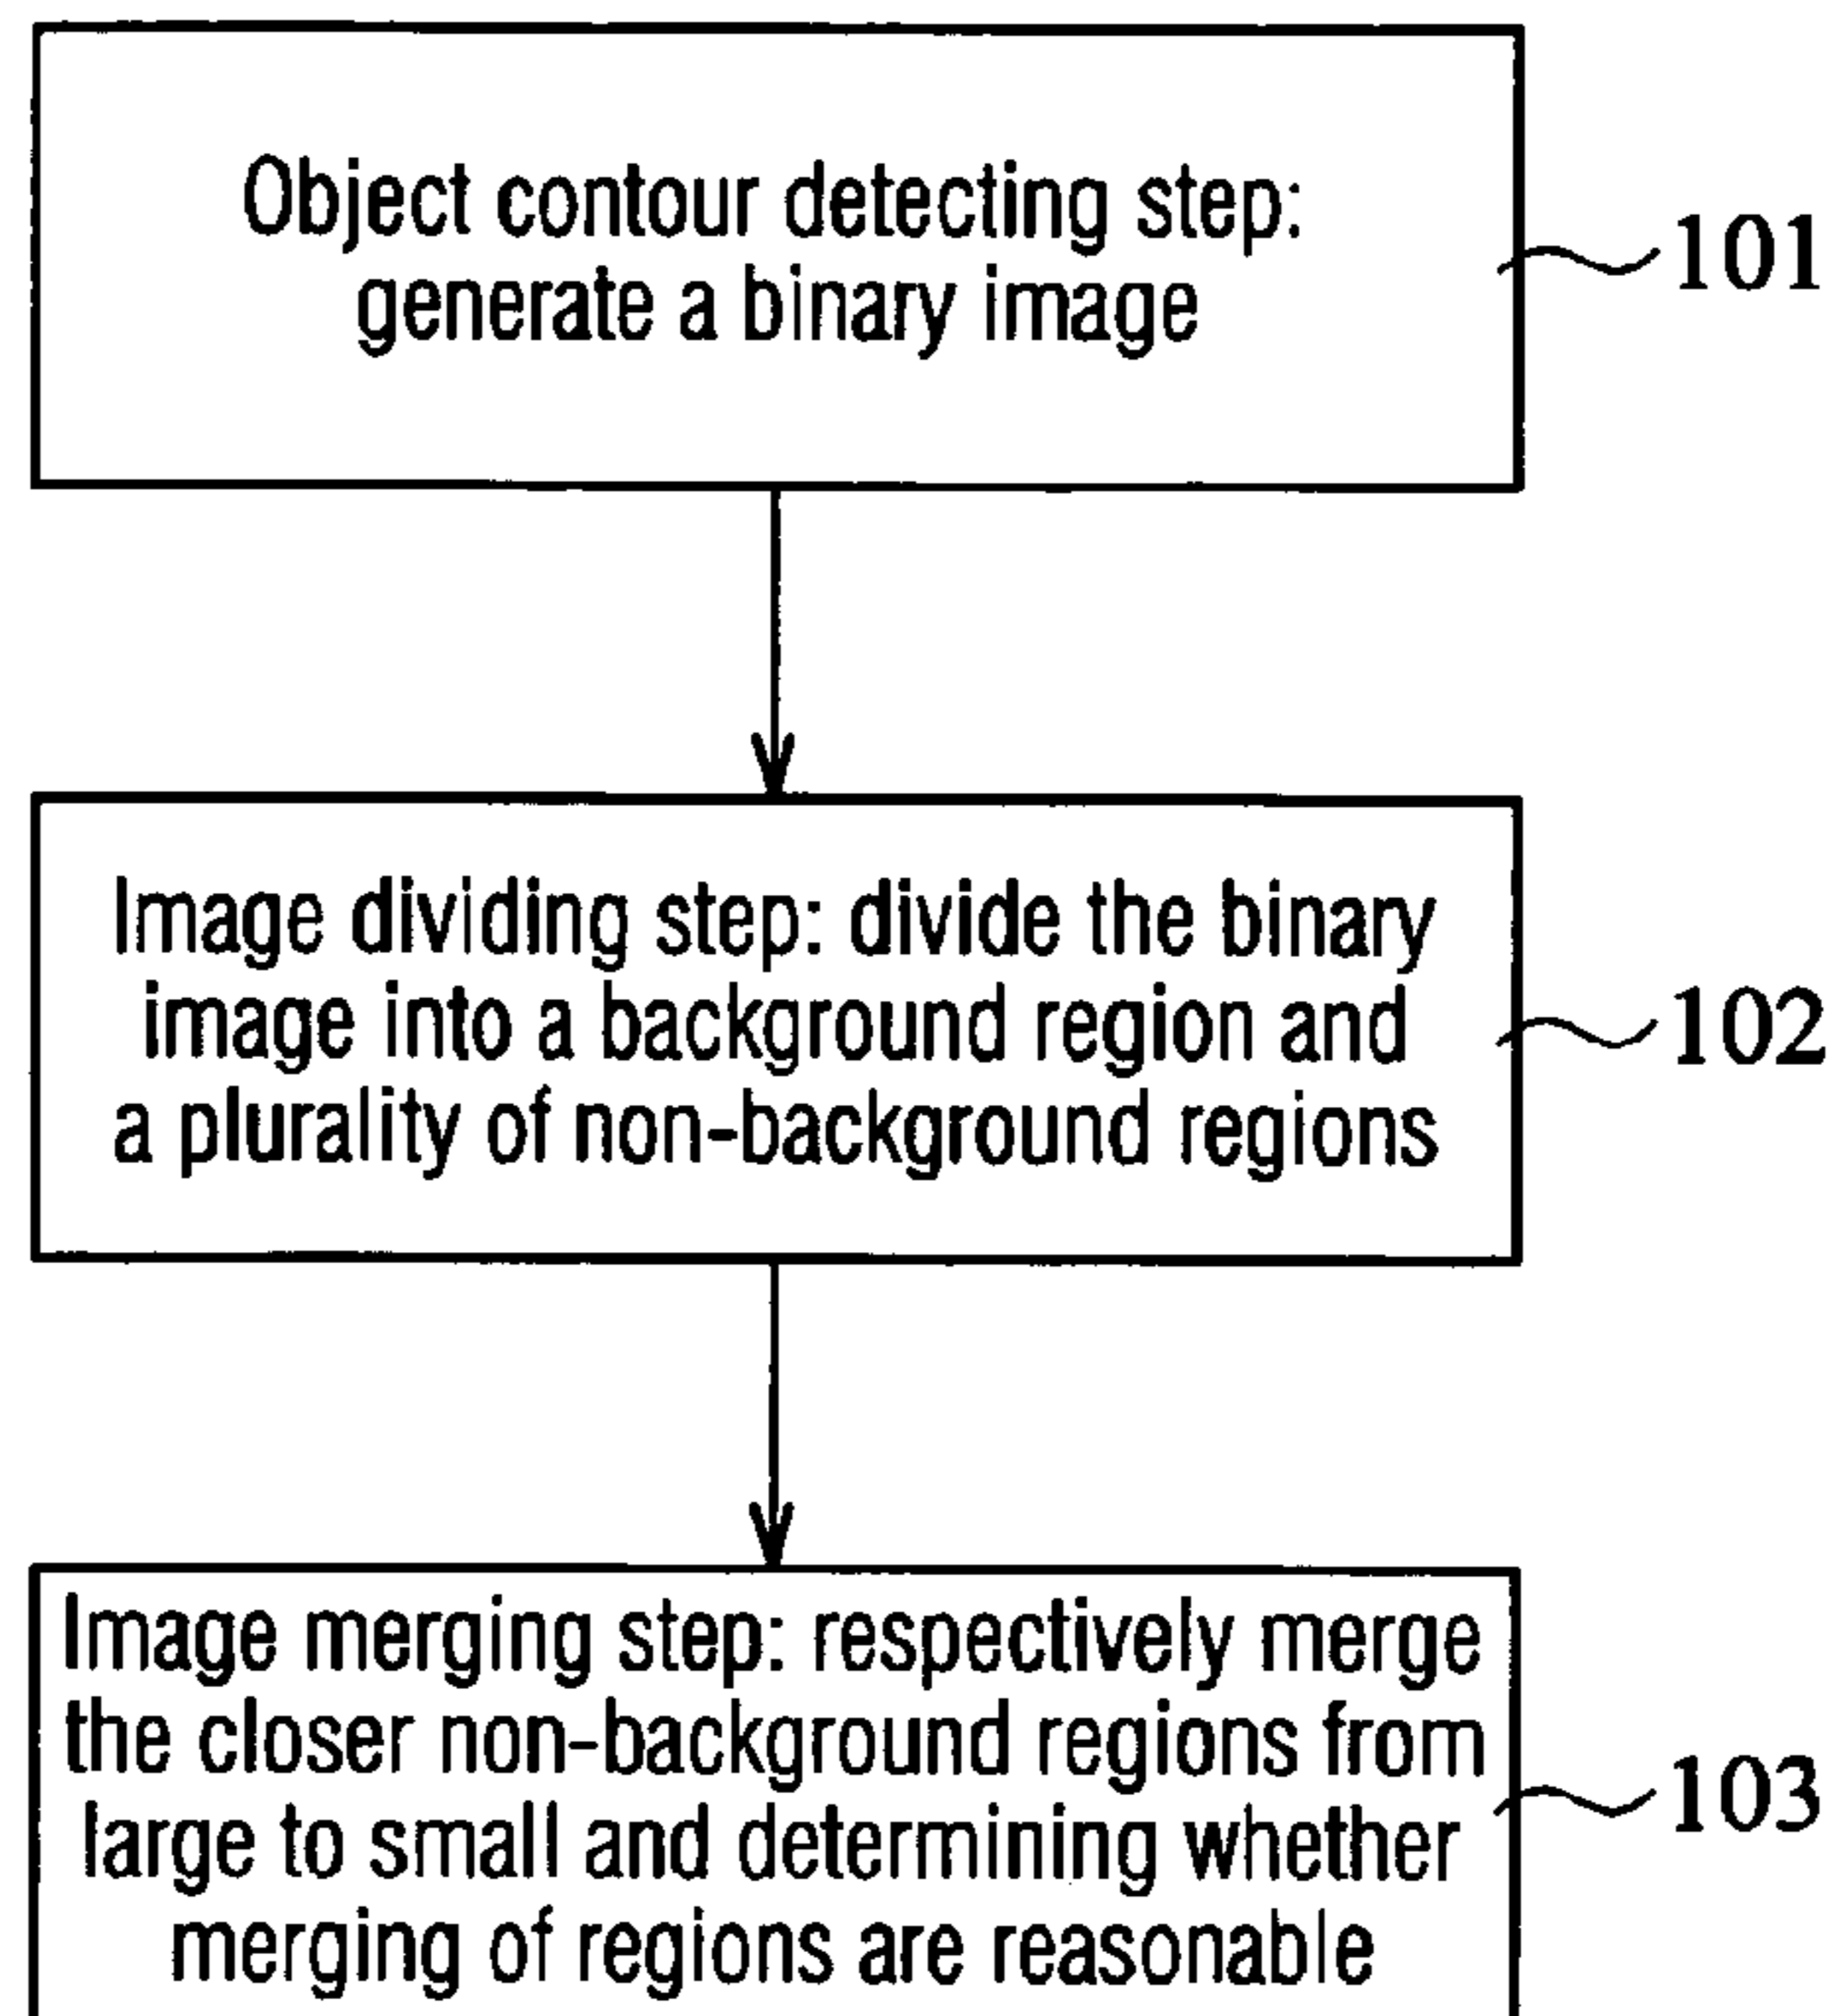 Object contour detecting step:
generate a binary image
101
Image dividing step: divide the binary
image into a background region and
a plurality of non-background regions
102
Image merging step: respectively merge
the closer non-background regions from
large to small and determining whether
merging of regions are reasonable
103